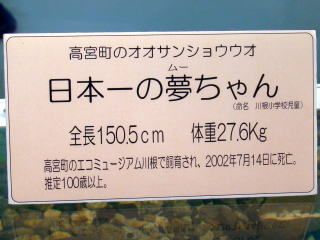 高宮町のオオサンショウウオ
ムー
日本一の夢ちゃん
(命名 川根小学校児童)
全長150.5cm 体重27.6Kg
高宮町のエコミュージアム川根で飼育され、2002年7月14日に死亡。
推定100歳以上。